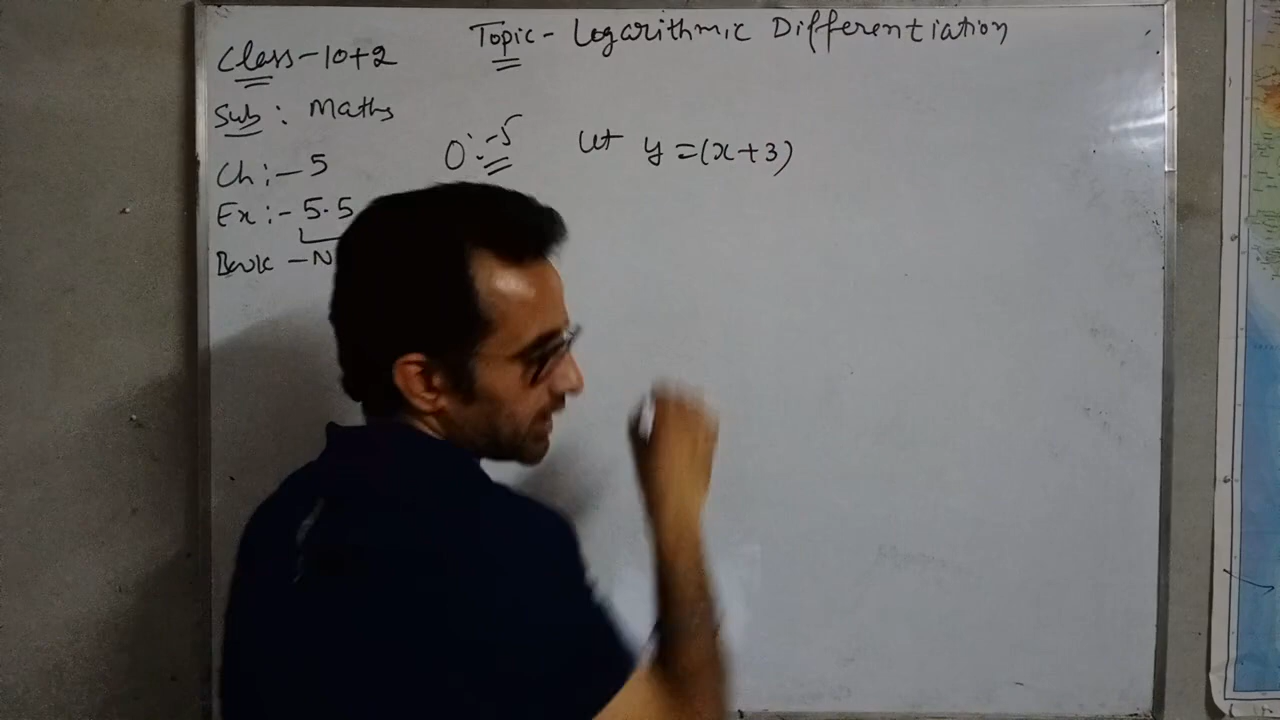 Topic - Logarithmic Differentiation
Class - 10+2
Sub : Maths
Ch :- 5
Ex :- 5.5
Book - N
Q:-5 Let y = (x+3)